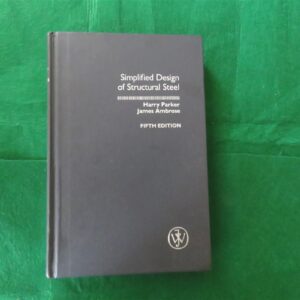 Simplified Design
of Structural Steel
Harry Parker
James Ambrose
FIFTH EDITION